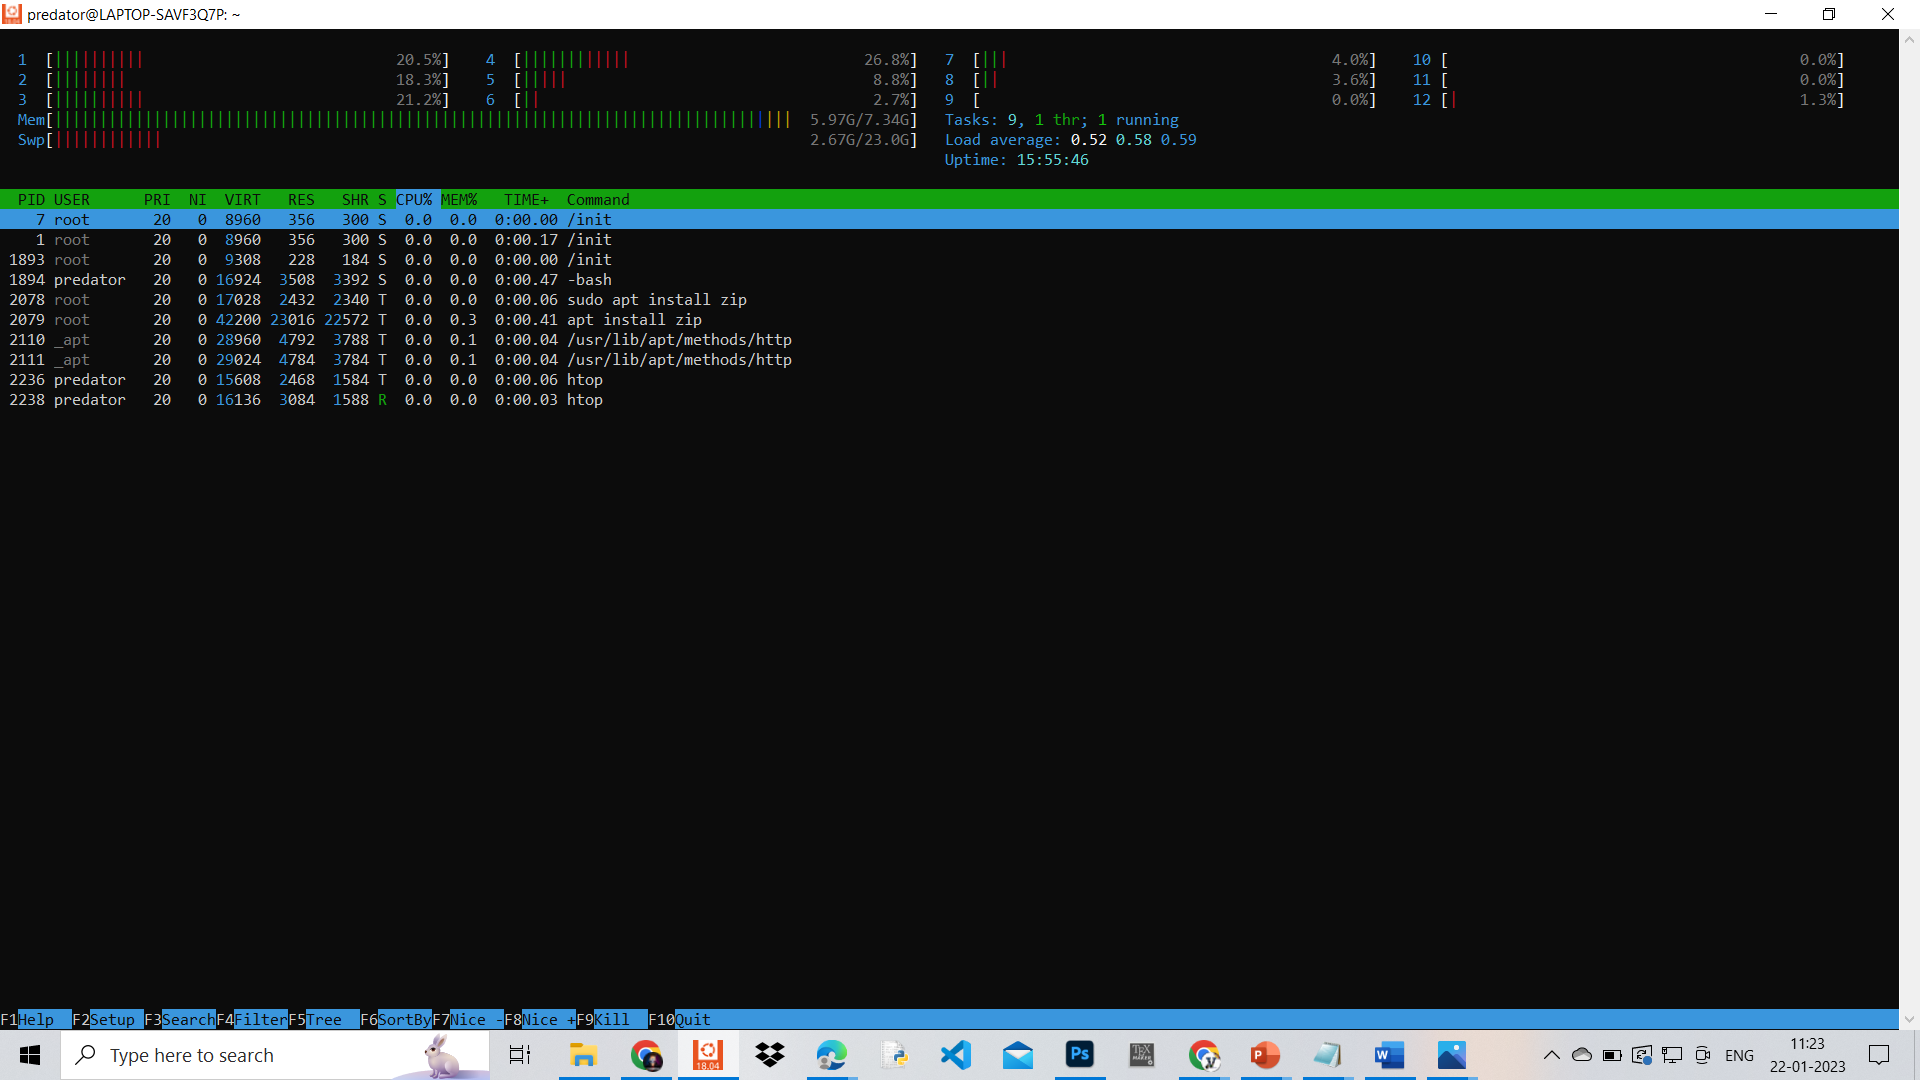 predator@LAPTOP-SAVF3Q7P: ~
1 [||||||||||20.5%] 4 [||||||||||||26.8%] 7 [|||4.0%] 10 [0.0%]
2 [||||||||18.3%] 5 [|||||8.8%] 8 [||3.6%] 11 [0.0%]
3 [||||||||||21.2%] 6 [||2.7%] 9 [0.0%] 12 [|1.3%]
Mem[||||||||||||||||||||||||||||||||||||||||||||||||||||||||||||||||||||||||||||||||||5.97G/7.34G] Tasks: 9, 1 thr; 1 running
Swp[||||||||||||2.67G/23.0G] Load average: 0.52 0.58 0.59
Uptime: 15:55:46
PID USER PRI NI VIRT RES SHR S CPU% MEM% TIME+ Command
7 root 20 0 8960 356 300 S 0.0 0.0 0:00.00 /init
1 root 20 0 8960 356 300 S 0.0 0.0 0:00.17 /init
1893 root 20 0 9308 228 184 S 0.0 0.0 0:00.00 /init
1894 predator 20 0 16924 3508 3392 S 0.0 0.0 0:00.47 -bash
2078 root 20 0 17028 2432 2340 T 0.0 0.0 0:00.06 sudo apt install zip
2079 root 20 0 42200 23016 22572 T 0.0 0.3 0:00.41 apt install zip
2110 _apt 20 0 28960 4792 3788 T 0.0 0.1 0:00.04 /usr/lib/apt/methods/http
2111 _apt 20 0 29024 4784 3784 T 0.0 0.1 0:00.04 /usr/lib/apt/methods/http
2236 predator 20 0 15608 2468 1584 T 0.0 0.0 0:00.06 htop
2238 predator 20 0 16136 3084 1588 R 0.0 0.0 0:00.03 htop
F1Help F2Setup F3SearchF4FilterF5Tree F6SortByF7Nice -F8Nice +F9Kill F10Quit
Type here to search
18.04
Ps
TEX
MAKER
P
W
ENG
11:23
22-01-2023